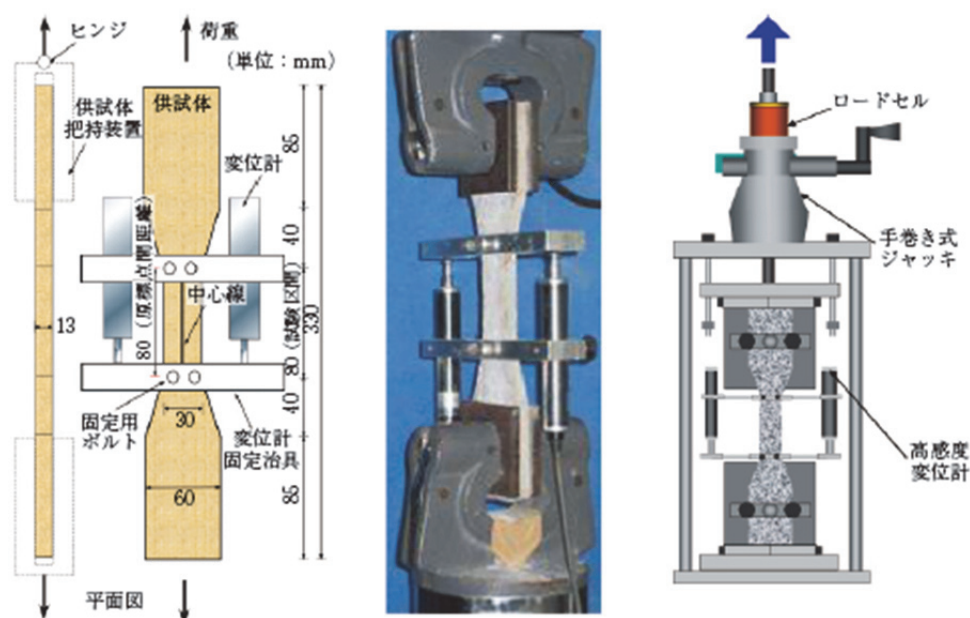 ヒンジ
荷重
(単位：mm)
供試体
把持装置
供試体
85
変位計
40
80 (原標点間距離)
中心線
13
80 (試験区間)
330
固定用
ボルト
30
変位計
固定治具
40
60
85
平面図
ロードセル
手巻き式
ジャッキ
高感度
変位計